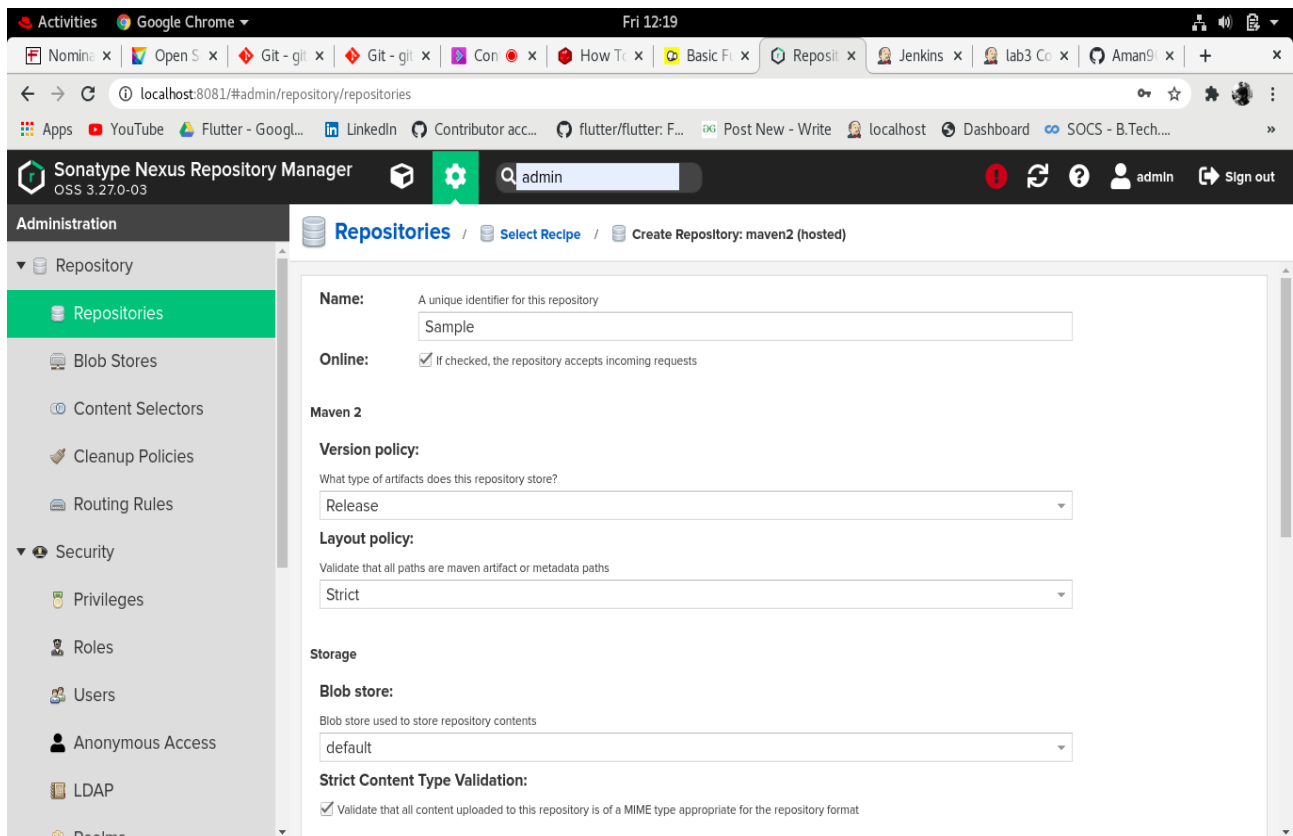 Activities Google Chrome Fri 12:19
Nomina Open S Git - git Git - git Con How To Basic Fu Reposit Jenkins lab3 Co Aman9
localhost:8081/#admin/repository/repositories
Apps YouTube Flutter - Googl... LinkedIn Contributor acc... flutter/flutter: F... Post New - Write localhost Dashboard SOCS - B.Tech.... »
Sonatype Nexus Repository Manager
OSS 3.27.0-03
admin
admin Sign out
Administration
Repository
Repositories
Blob Stores
Content Selectors
Cleanup Policies
Routing Rules
Security
Privileges
Roles
Users
Anonymous Access
LDAP
Realms
Repositories / Select Recipe / Create Repository: maven2 (hosted)
Name: A unique identifier for this repository
Sample
Online: If checked, the repository accepts incoming requests
Maven 2
Version policy:
What type of artifacts does this repository store?
Release
Layout policy:
Validate that all paths are maven artifact or metadata paths
Strict
Storage
Blob store:
Blob store used to store repository contents
default
Strict Content Type Validation:
Validate that all content uploaded to this repository is of a MIME type appropriate for the repository format